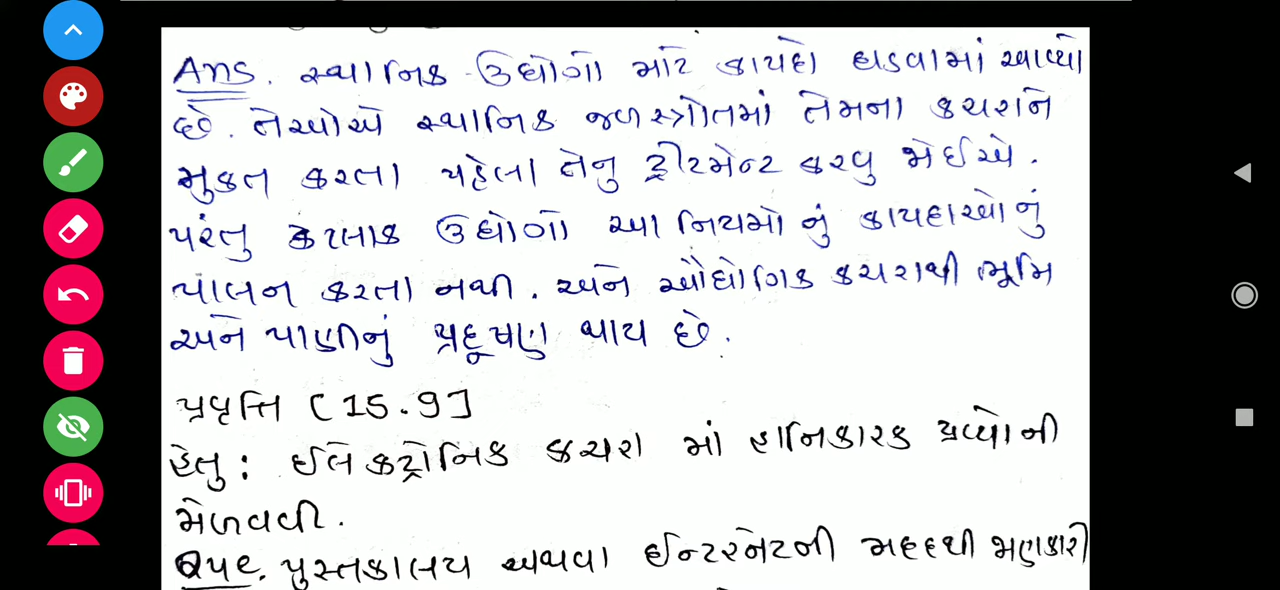 Ans. સ્થાનિક ઉદ્યોગો માટે કાયદો ઘડવામાં આવ્યો
છે. તેઓએ સ્થાનિક જળસ્ત્રોતમાં તેમના કચરાને
મુક્ત કરતા પહેલા તેનુ ટ્રીટમેન્ટ કરવુ જોઈએ.
પરંતુ કેટલાક ઉદ્યોગો આ નિયમો નું કાયદાઓનું
પાલન કરતા નથી. અને ઔદ્યોગિક કચરાથી ભૂમિ
અને પાણીનું પ્રદૂષણ થાય છે.
પ્રવૃત્તિ [15.9]
હેતુ: ઈલેક્ટ્રોનિક કચરા માં હાનિકારક દ્રવ્યોની
મેળવવી.
Que. પુસ્તકાલય અથવા ઈન્ટરનેટની મદદથી જાણકારી